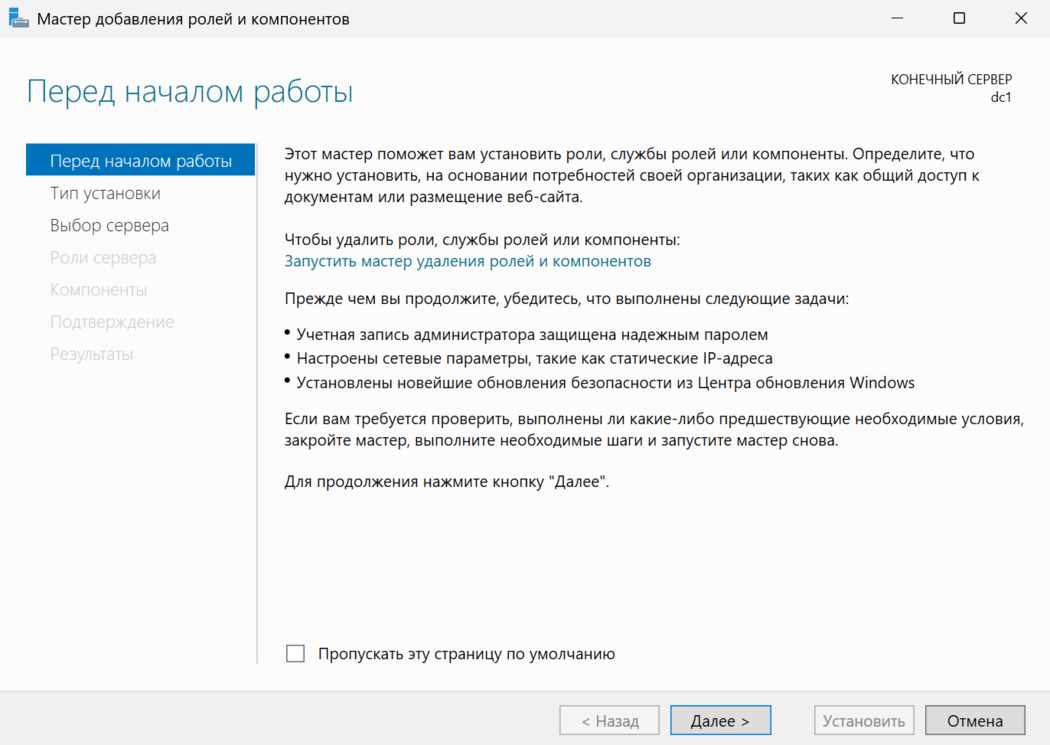 Мастер добавления ролей и компонентов
Перед началом работы
КОНЕЧНЫЙ СЕРВЕР
dc1
Перед началом работы
Тип установки
Выбор сервера
Роли сервера
Компоненты
Подтверждение
Результаты
Этот мастер поможет вам установить роли, службы ролей или компоненты. Определите, что
нужно установить, на основании потребностей своей организации, таких как общий доступ к
документам или размещение веб-сайта.
Чтобы удалить роли, службы ролей или компоненты:
Запустить мастер удаления ролей и компонентов
Прежде чем вы продолжите, убедитесь, что выполнены следующие задачи:
• Учетная запись администратора защищена надежным паролем
• Настроены сетевые параметры, такие как статические IP-адреса
• Установлены новейшие обновления безопасности из Центра обновления Windows
Если вам требуется проверить, выполнены ли какие-либо предшествующие необходимые условия,
закройте мастер, выполните необходимые шаги и запустите мастер снова.
Для продолжения нажмите кнопку "Далее".
Пропускать эту страницу по умолчанию
< Назад
Далее >
Установить
Отмена